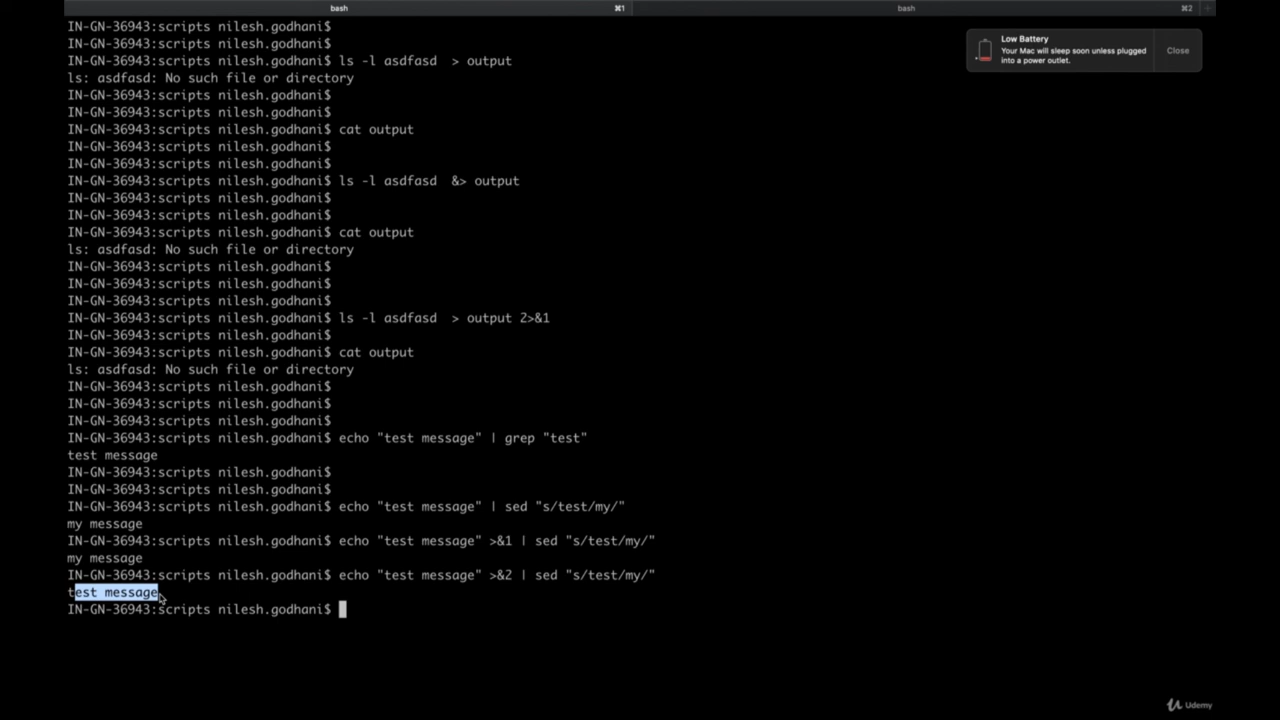 bash ⌘1 bash ⌘2 +
IN-GN-36943:scripts nilesh.godhani$
IN-GN-36943:scripts nilesh.godhani$
IN-GN-36943:scripts nilesh.godhani$ ls -l asdfasd  > output
ls: asdfasd: No such file or directory
IN-GN-36943:scripts nilesh.godhani$
IN-GN-36943:scripts nilesh.godhani$
IN-GN-36943:scripts nilesh.godhani$ cat output
IN-GN-36943:scripts nilesh.godhani$
IN-GN-36943:scripts nilesh.godhani$
IN-GN-36943:scripts nilesh.godhani$ ls -l asdfasd  &> output
IN-GN-36943:scripts nilesh.godhani$
IN-GN-36943:scripts nilesh.godhani$
IN-GN-36943:scripts nilesh.godhani$ cat output
ls: asdfasd: No such file or directory
IN-GN-36943:scripts nilesh.godhani$
IN-GN-36943:scripts nilesh.godhani$
IN-GN-36943:scripts nilesh.godhani$
IN-GN-36943:scripts nilesh.godhani$ ls -l asdfasd  > output 2>&1
IN-GN-36943:scripts nilesh.godhani$
IN-GN-36943:scripts nilesh.godhani$ cat output
ls: asdfasd: No such file or directory
IN-GN-36943:scripts nilesh.godhani$
IN-GN-36943:scripts nilesh.godhani$
IN-GN-36943:scripts nilesh.godhani$
IN-GN-36943:scripts nilesh.godhani$ echo "test message" | grep "test"
test message
IN-GN-36943:scripts nilesh.godhani$
IN-GN-36943:scripts nilesh.godhani$
IN-GN-36943:scripts nilesh.godhani$ echo "test message" | sed "s/test/my/"
my message
IN-GN-36943:scripts nilesh.godhani$ echo "test message" >&1 | sed "s/test/my/"
my message
IN-GN-36943:scripts nilesh.godhani$ echo "test message" >&2 | sed "s/test/my/"
test message
IN-GN-36943:scripts nilesh.godhani$
Low Battery
Your Mac will sleep soon unless plugged
into a power outlet.
Close
Udemy